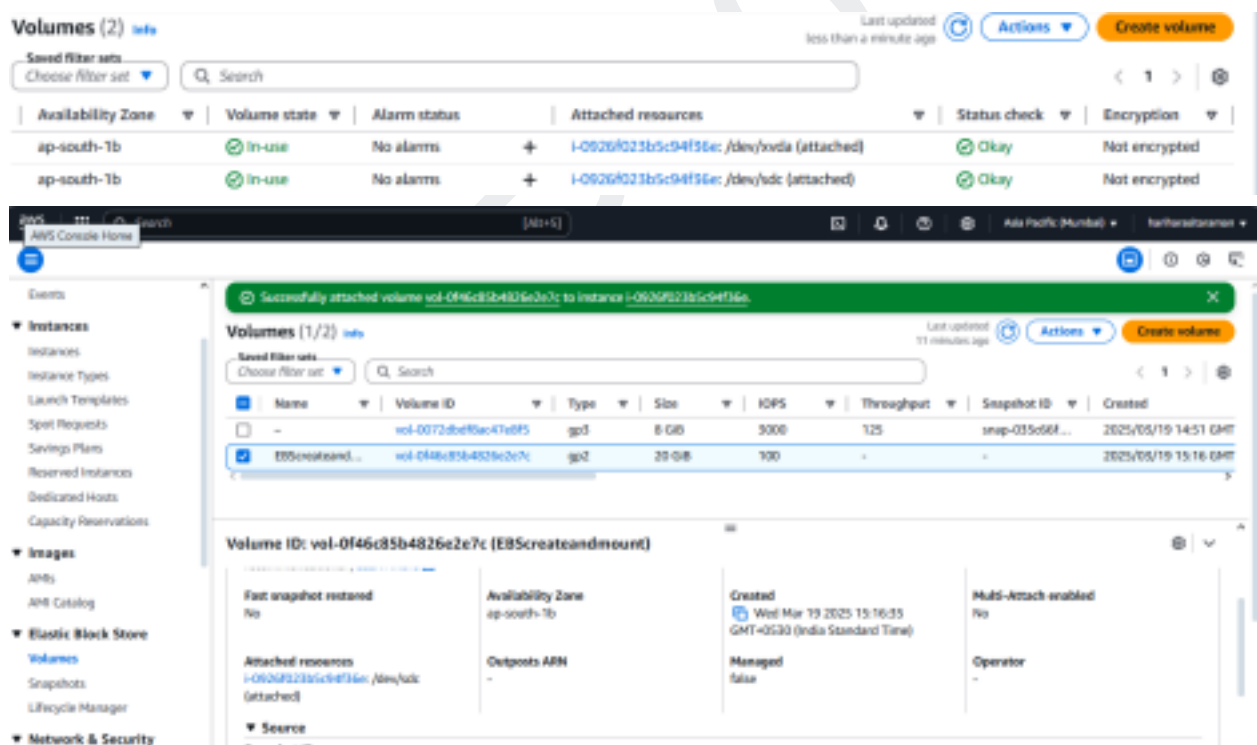 Volumes (2) Info
Last updated
less than a minute ago
Actions
Create volume
Saved filter sets
Choose filter set
Search
1
Availability Zone Volume state Alarm status Attached resources Status check Encryption
ap-south-1b In-use No alarms + i-0926f023b5c94f36e: /dev/xvda (attached) Okay Not encrypted
ap-south-1b In-use No alarms + i-0926f023b5c94f36e: /dev/sdc (attached) Okay Not encrypted
aws Search [Alt+S] Asia Pacific (Mumbai)
AWS Console Home
Events
Instances
Instances
Instance Types
Launch Templates
Spot Requests
Savings Plans
Reserved Instances
Dedicated Hosts
Capacity Reservations
Images
AMIs
AMI Catalog
Elastic Block Store
Volumes
Snapshots
Lifecycle Manager
Network & Security
Successfully attached volume vol-0f46c85b4826e2e7c to instance i-0926f023b5c94f36e.
Volumes (1/2) Info
Last updated
11 minutes ago
Actions
Create volume
Saved filter sets
Choose filter set
Search
1
Name Volume ID Type Size IOPS Throughput Snapshot ID Created
- gp3 8 GiB 3000 125 2025/03/19 14:51 GMT
EBScreateand... vol-0f46c85b4826e2e7c gp2 20 GiB 100 - - 2025/03/19 15:16 GMT
Volume ID: vol-0f46c85b4826e2e7c (EBScreateandmount)
Fast snapshot restored
No
Availability Zone
ap-south-1b
Created
Wed Mar 19 2025 15:16:35
GMT+0530 (India Standard Time)
Multi-Attach enabled
No
Attached resources
i-0926f023b5c94f36e: /dev/sdc
(attached)
Outposts ARN
-
Managed
false
Operator
-
Source